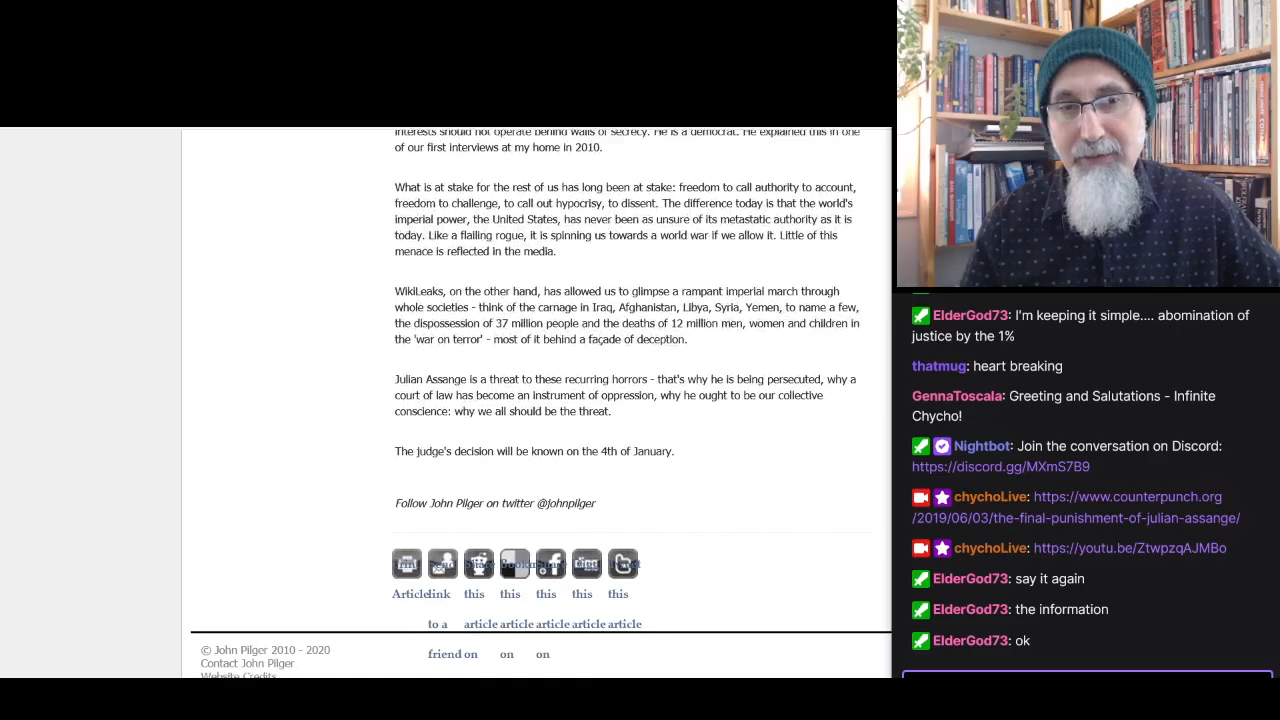 interests should not operate behind walls of secrecy. He is a democrat. He explained this in one
of our first interviews at my home in 2010.
What is at stake for the rest of us has long been at stake: freedom to call authority to account,
freedom to challenge, to call out hypocrisy, to dissent. The difference today is that the world's
imperial power, the United States, has never been as unsure of its metastatic authority as it is
today. Like a flailing rogue, it is spinning us towards a world war if we allow it. Little of this
menace is reflected in the media.
WikiLeaks, on the other hand, has allowed us to glimpse a rampant imperial march through
whole societies - think of the carnage in Iraq, Afghanistan, Libya, Syria, Yemen, to name a few,
the dispossession of 37 million people and the deaths of 12 million men, women and children in
the 'war on terror' - most of it behind a façade of deception.
Julian Assange is a threat to these recurring horrors - that's why he is being persecuted, why a
court of law has become an instrument of oppression, why he ought to be our collective
conscience: why we all should be the threat.
The judge's decision will be known on the 4th of January.
Follow John Pilger on twitter @johnpilger
Article link this this this this this
to a article article article article article
friend on on on
© John Pilger 2010 - 2020
Contact John Pilger
Website Credits
ElderGod73: I'm keeping it simple.... abomination of
justice by the 1%
thatmug: heart breaking
GennaToscala: Greeting and Salutations - Infinite
Chycho!
Nightbot: Join the conversation on Discord:
https://discord.gg/MXmS7B9
chychoLive: https://www.counterpunch.org
/2019/06/03/the-final-punishment-of-julian-assange/
chychoLive: https://youtu.be/ZtwpzqAJMBo
ElderGod73: say it again
ElderGod73: the information
ElderGod73: ok